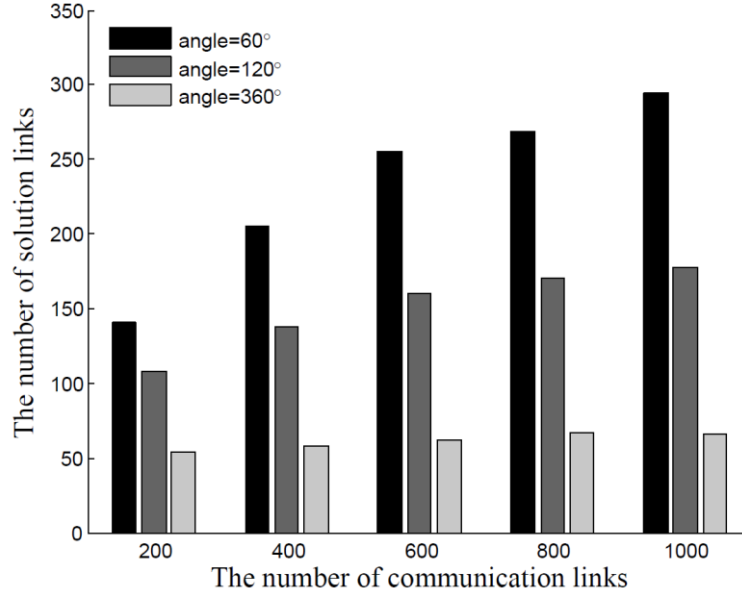 350
300
250
200
150
100
50
0
angle=60°
angle=120°
angle=360°
The number of solution links
200 400 600 800 1000
The number of communication links